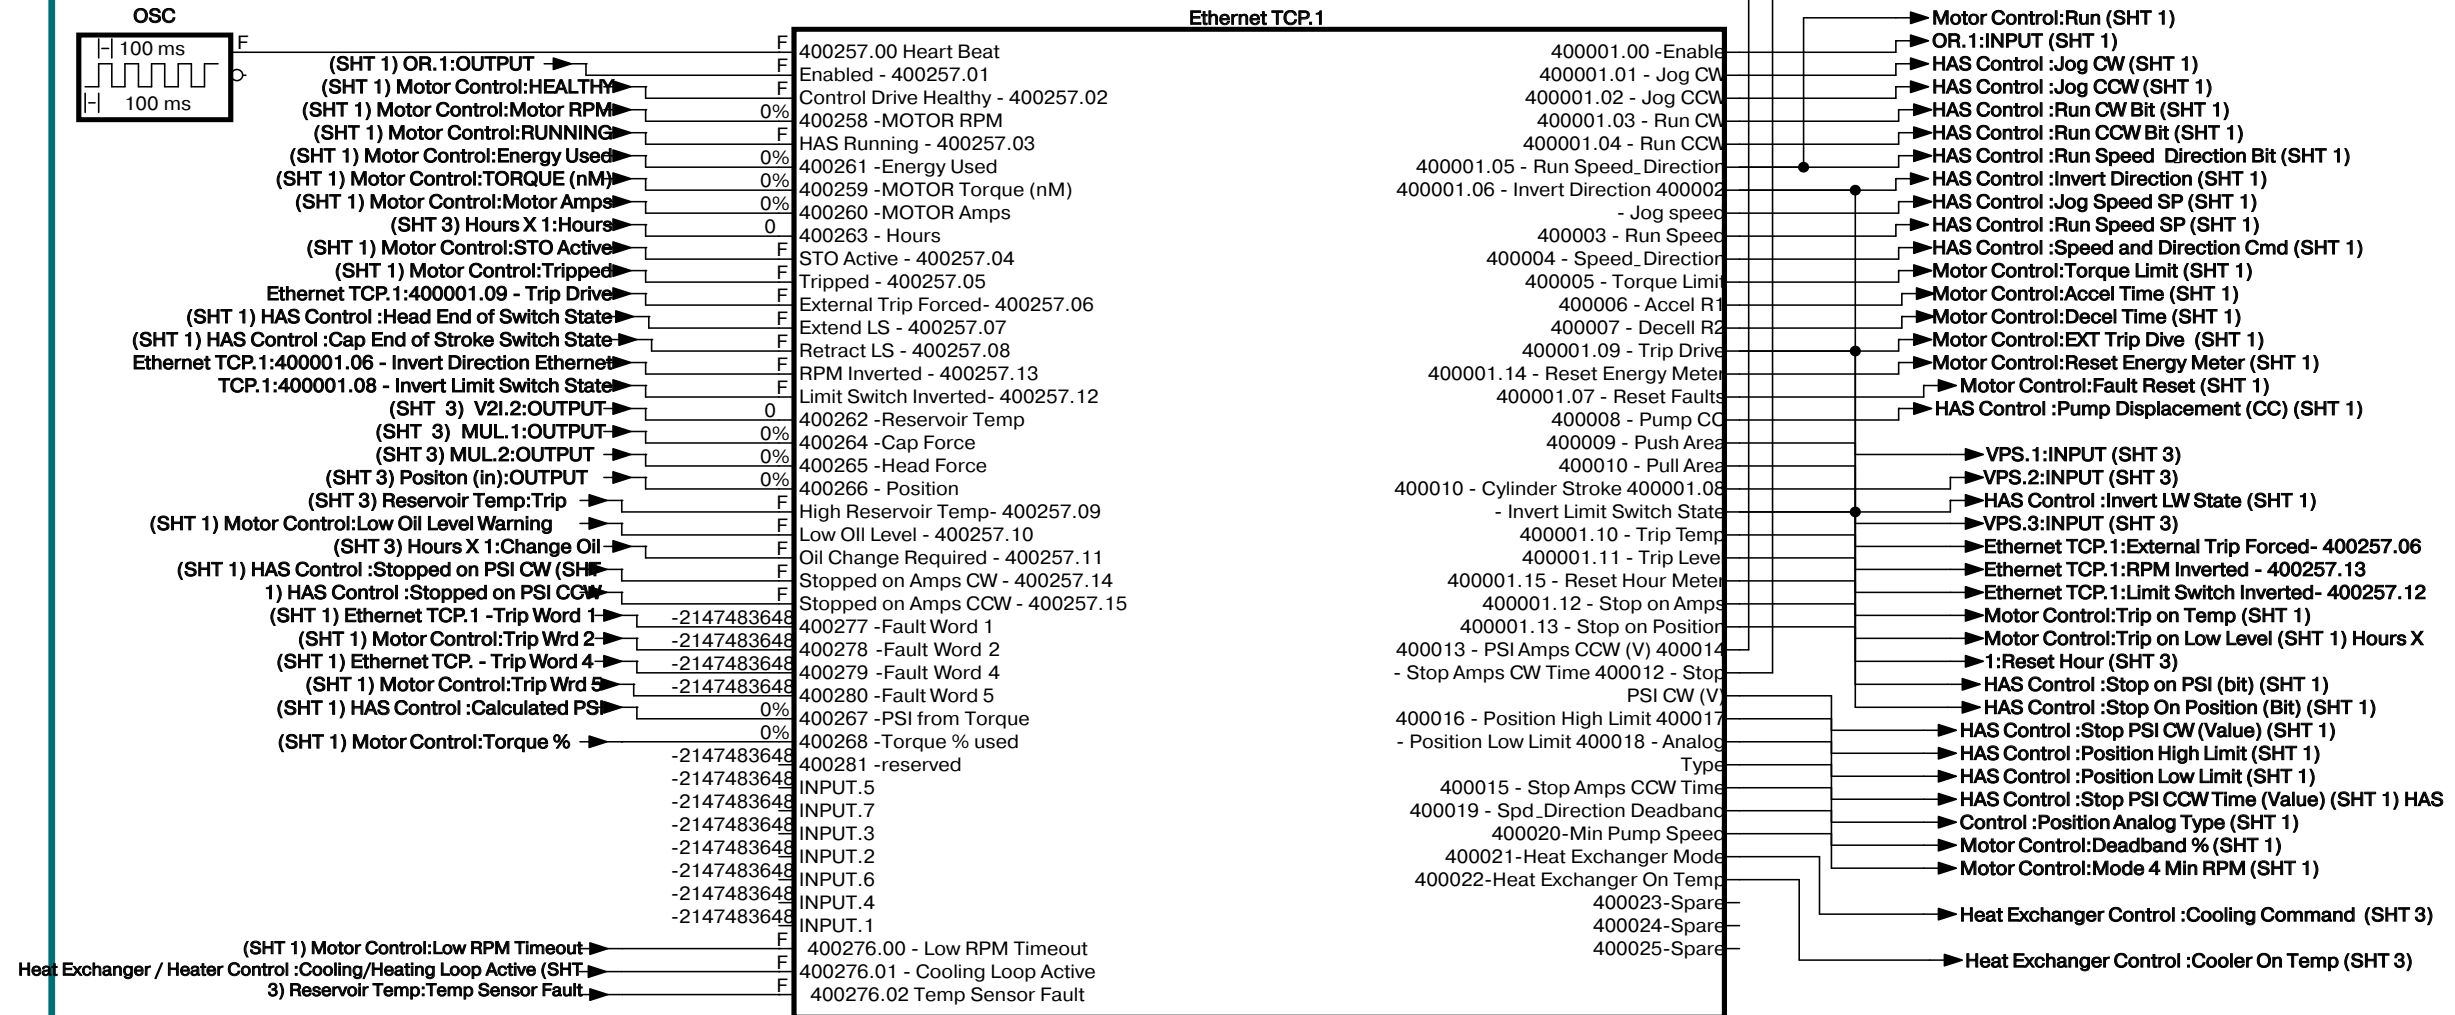 OSC
100 ms
100 ms
F
Ethernet TCP.1
(SHT 1) OR.1:OUTPUT
(SHT 1) Motor Control:HEALTHY
(SHT 1) Motor Control:Motor RPM
(SHT 1) Motor Control:RUNNING
(SHT 1) Motor Control:Energy Used
(SHT 1) Motor Control:TORQUE (nM)
(SHT 1) Motor Control:Motor Amps
(SHT 3) Hours X 1:Hours
(SHT 1) Motor Control:STO Active
(SHT 1) Motor Control:Tripped
Ethernet TCP.1:400001.09 - Trip Drive
(SHT 1) HAS Control :Head End of Switch State
(SHT 1) HAS Control :Cap End of Stroke Switch State
Ethernet TCP.1:400001.06 - Invert Direction Ethernet
TCP.1:400001.08 - Invert Limit Switch State
(SHT 3) V2I.2:OUTPUT
(SHT 3) MUL.1:OUTPUT
(SHT 3) MUL.2:OUTPUT
(SHT 3) Positon (in):OUTPUT
(SHT 3) Reservoir Temp:Trip
(SHT 1) Motor Control:Low Oil Level Warning
(SHT 3) Hours X 1:Change Oil
(SHT 1) HAS Control :Stopped on PSI CW (SHT
1) HAS Control :Stopped on PSI CCW
(SHT 1) Ethernet TCP.1 -Trip Word 1
(SHT 1) Motor Control:Trip Wrd 2
(SHT 1) Ethernet TCP. - Trip Word 4
(SHT 1) Motor Control:Trip Wrd 5
(SHT 1) HAS Control :Calculated PSI
(SHT 1) Motor Control:Torque %
(SHT 1) Motor Control:Low RPM Timeout
Heat Exchanger / Heater Control :Cooling/Heating Loop Active (SHT
3) Reservoir Temp:Temp Sensor Fault
F
F
F
0%
F
0%
0%
0%
0
F
F
F
F
F
F
F
0
0%
0%
0%
F
F
F
F
F
-2147483648
-2147483648
-2147483648
-2147483648
0%
0%
-2147483648
-2147483648
-2147483648
-2147483648
-2147483648
-2147483648
-2147483648
-2147483648
F
F
F
400257.00 Heart Beat
Enabled - 400257.01
Control Drive Healthy - 400257.02
400258 -MOTOR RPM
HAS Running - 400257.03
400261 -Energy Used
400259 -MOTOR Torque (nM)
400260 -MOTOR Amps
400263 - Hours
STO Active - 400257.04
Tripped - 400257.05
External Trip Forced- 400257.06
Extend LS - 400257.07
Retract LS - 400257.08
RPM Inverted - 400257.13
Limit Switch Inverted- 400257.12
400262 -Reservoir Temp
400264 -Cap Force
400265 -Head Force
400266 - Position
High Reservoir Temp- 400257.09
Low OIl Level - 400257.10
Oil Change Required - 400257.11
Stopped on Amps CW - 400257.14
Stopped on Amps CCW - 400257.15
400277 -Fault Word 1
400278 -Fault Word 2
400279 -Fault Word 4
400280 -Fault Word 5
400267 -PSI from Torque
400268 -Torque % used
400281 -reserved
INPUT.5
INPUT.7
INPUT.3
INPUT.2
INPUT.6
INPUT.4
INPUT.1
400276.00 - Low RPM Timeout
400276.01 - Cooling Loop Active
400276.02 Temp Sensor Fault
400001.00 -Enable
400001.01 - Jog CW
400001.02 - Jog CCW
400001.03 - Run CW
400001.04 - Run CCW
400001.05 - Run Speed_Direction
400001.06 - Invert Direction 400002
- Jog speed
400003 - Run Speed
400004 - Speed_Direction
400005 - Torque Limit
400006 - Accel R1
400007 - Decell R2
400001.09 - Trip Drive
400001.14 - Reset Energy Meter
400001.07 - Reset Faults
400008 - Pump CC
400009 - Push Area
400010 - Pull Area
400010 - Cylinder Stroke 400001.08
- Invert Limit Switch State
400001.10 - Trip Temp
400001.11 - Trip Level
400001.15 - Reset Hour Meter
400001.12 - Stop on Amps
400001.13 - Stop on Position
400013 - PSI Amps CCW (V) 400014
- Stop Amps CW Time 400012 - Stop
PSI CW (V)
400016 - Position High Limit 400017
- Position Low Limit 400018 - Analog
Type
400015 - Stop Amps CCW Time
400019 - Spd_Direction Deadband
400020-Min Pump Speed
400021-Heat Exchanger Mode
400022-Heat Exchanger On Temp
400023-Spare
400024-Spare
400025-Spare
Motor Control:Run (SHT 1)
OR.1:INPUT (SHT 1)
HAS Control :Jog CW (SHT 1)
HAS Control :Jog CCW (SHT 1)
HAS Control :Run CW Bit (SHT 1)
HAS Control :Run CCW Bit (SHT 1)
HAS Control :Run Speed Direction Bit (SHT 1)
HAS Control :Invert Direction (SHT 1)
HAS Control :Jog Speed SP (SHT 1)
HAS Control :Run Speed SP (SHT 1)
HAS Control :Speed and Direction Cmd (SHT 1)
Motor Control:Torque Limit (SHT 1)
Motor Control:Accel Time (SHT 1)
Motor Control:Decel Time (SHT 1)
Motor Control:EXT Trip Dive (SHT 1)
Motor Control:Reset Energy Meter (SHT 1)
Motor Control:Fault Reset (SHT 1)
HAS Control :Pump Displacement (CC) (SHT 1)
VPS.1:INPUT (SHT 3)
VPS.2:INPUT (SHT 3)
HAS Control :Invert LW State (SHT 1)
VPS.3:INPUT (SHT 3)
Ethernet TCP.1:External Trip Forced- 400257.06
Ethernet TCP.1:RPM Inverted - 400257.13
Ethernet TCP.1:Limit Switch Inverted- 400257.12
Motor Control:Trip on Temp (SHT 1)
Motor Control:Trip on Low Level (SHT 1) Hours X
1:Reset Hour (SHT 3)
HAS Control :Stop on PSI (bit) (SHT 1)
HAS Control :Stop On Position (Bit) (SHT 1)
HAS Control :Stop PSI CW (Value) (SHT 1)
HAS Control :Position High Limit (SHT 1)
HAS Control :Position Low Limit (SHT 1)
HAS Control :Stop PSI CCW Time (Value) (SHT 1) HAS
Control :Position Analog Type (SHT 1)
Motor Control:Deadband % (SHT 1)
Motor Control:Mode 4 Min RPM (SHT 1)
Heat Exchanger Control :Cooling Command (SHT 3)
Heat Exchanger Control :Cooler On Temp (SHT 3)